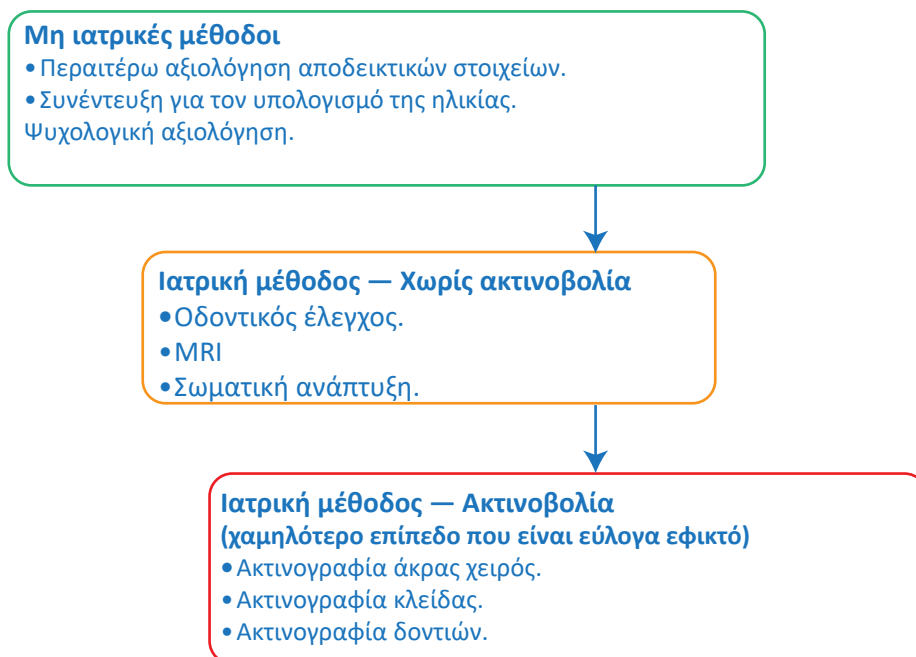 Μη ιατρικές μέθοδοι
•Περαιτέρω αξιολόγηση αποδεικτικών στοιχείων.
•Συνέντευξη για τον υπολογισμό της ηλικίας.
Ψυχολογική αξιολόγηση.
Ιατρική μέθοδος — Χωρίς ακτινοβολία
•Οδοντικός έλεγχος.
•MRI
•Σωματική ανάπτυξη.
Ιατρική μέθοδος — Ακτινοβολία
(χαμηλότερο επίπεδο που είναι εύλογα εφικτό)
•Ακτινογραφία άκρας χειρός.
•Ακτινογραφία κλείδας.
•Ακτινογραφία δοντιών.